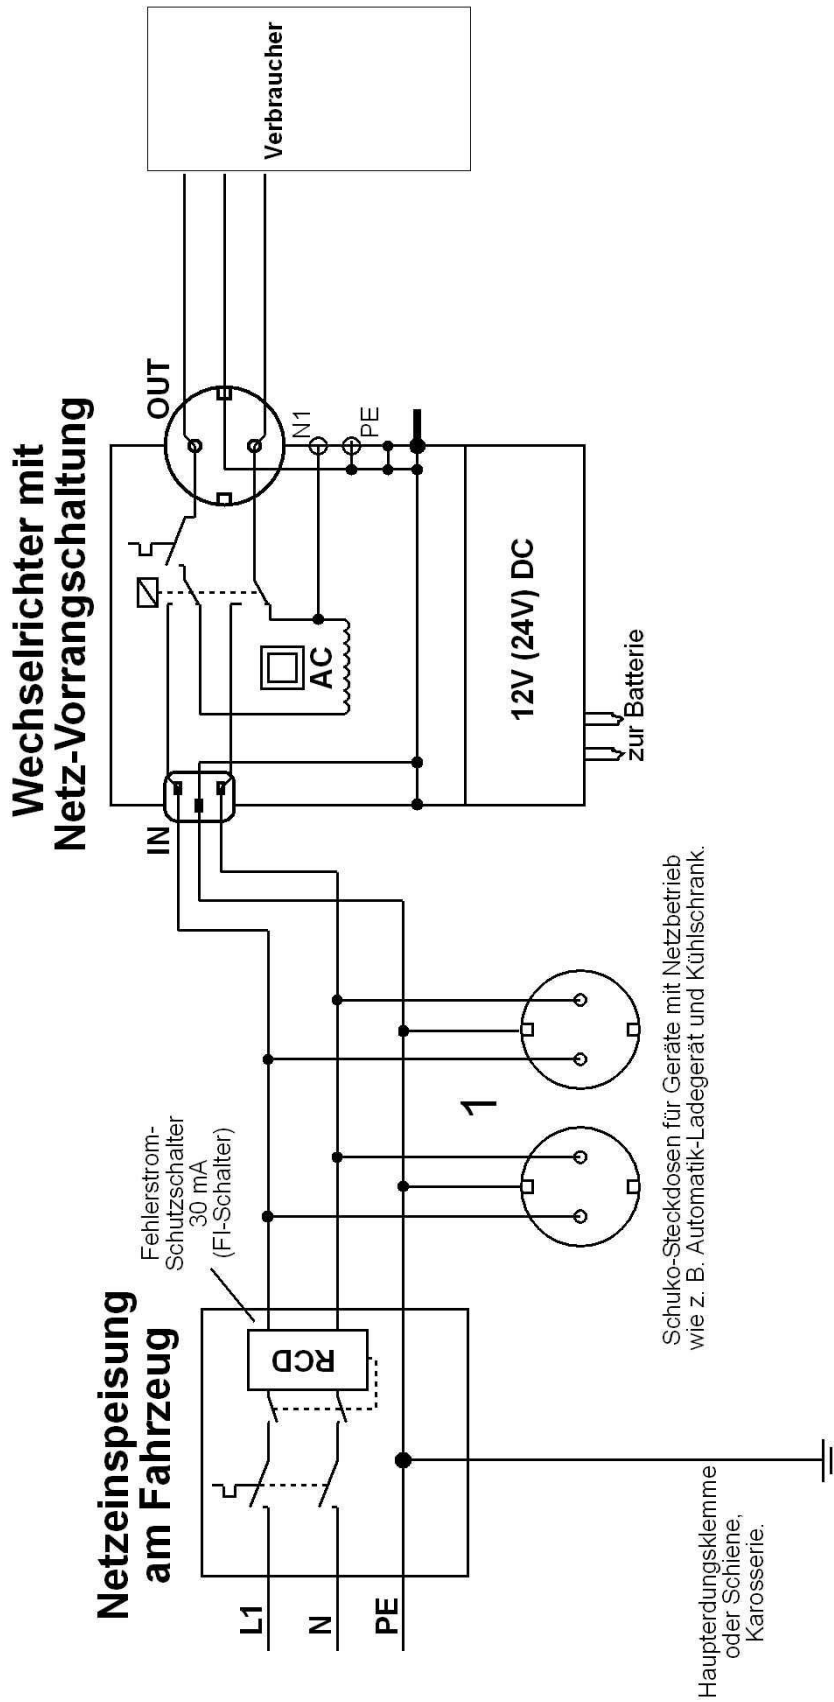 Netzeinspeisung
am Fahrzeug
Fehlerstrom-
Schutzschalter
30 mA
(FI-Schalter)
RCD
L1
N
PE
Haupterdungsklemme
oder Schiene,
Karosserie.
1
Schuko-Steckdosen für Geräte mit Netzbetrieb
wie z. B. Automatik-Ladegerät und Kühlschrank.
Wechselrichter mit
Netz-Vorrangschaltung
IN
OUT
AC
N1
PE
12V (24V) DC
zur Batterie
Verbraucher